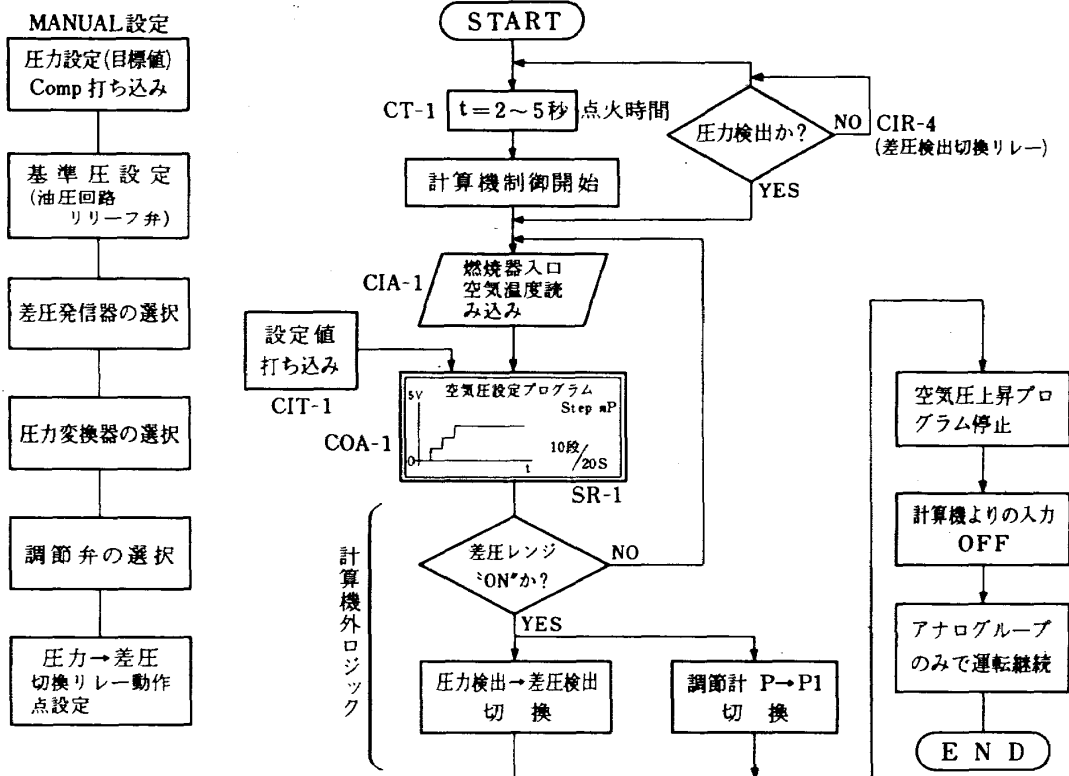 MANUAL設定
圧力設定(目標値)
Comp 打ち込み
基準圧設定
(油圧回路
リリーフ弁)
差圧発信器の選択
圧力変換器の選択
調節弁の選択
圧力→差圧
切換リレー動作
点設定
START
CT-1
t=2～5秒
点火時間
計算機制御開始
圧力検出か?
NO
CIR-4
(差圧検出切換リレー)
YES
CIA-1
燃焼器入口
空気温度読
み込み
設定値
打ち込み
CIT-1
COA-1
空気圧設定プログラム
5V
Step mP
10段
/20S
0
t
SR-1
計算機外ロジック
差圧レンジ
"ON"か?
NO
YES
圧力検出→差圧検出
切換
調節計 P→P1
切換
空気圧上昇プロ
グラム停止
計算機よりの入力
OFF
アナログループ
のみで運転継続
END